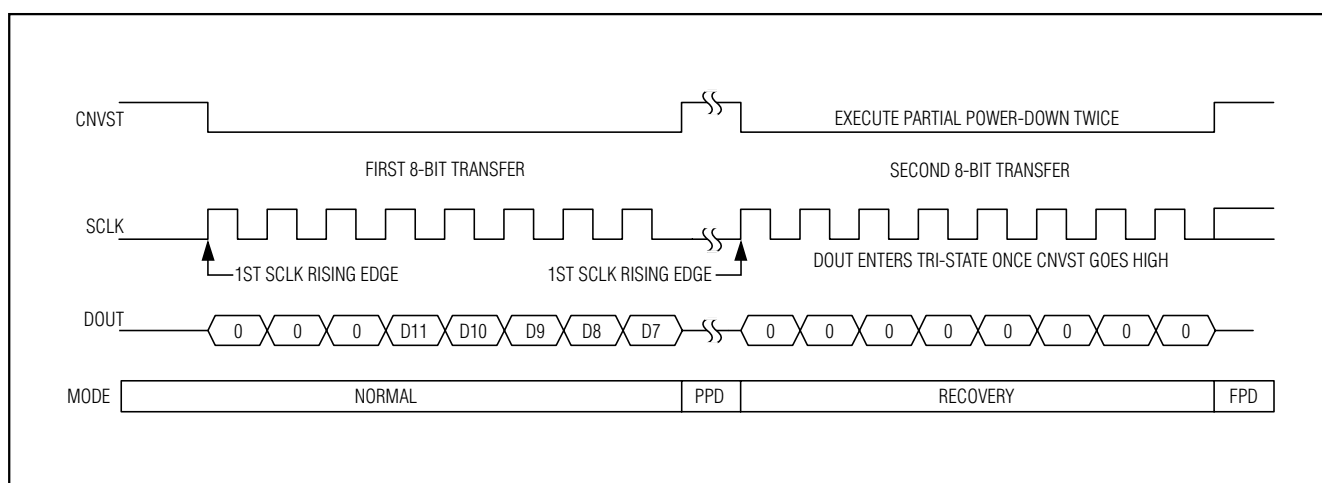 CNVST
EXECUTE PARTIAL POWER-DOWN TWICE
FIRST 8-BIT TRANSFER
SECOND 8-BIT TRANSFER
SCLK
1ST SCLK RISING EDGE
1ST SCLK RISING EDGE
DOUT ENTERS TRI-STATE ONCE CNVST GOES HIGH
DOUT
0 0 0 D11 D10 D9 D8 D7
0 0 0 0 0 0 0 0
MODE
NORMAL
PPD
RECOVERY
FPD